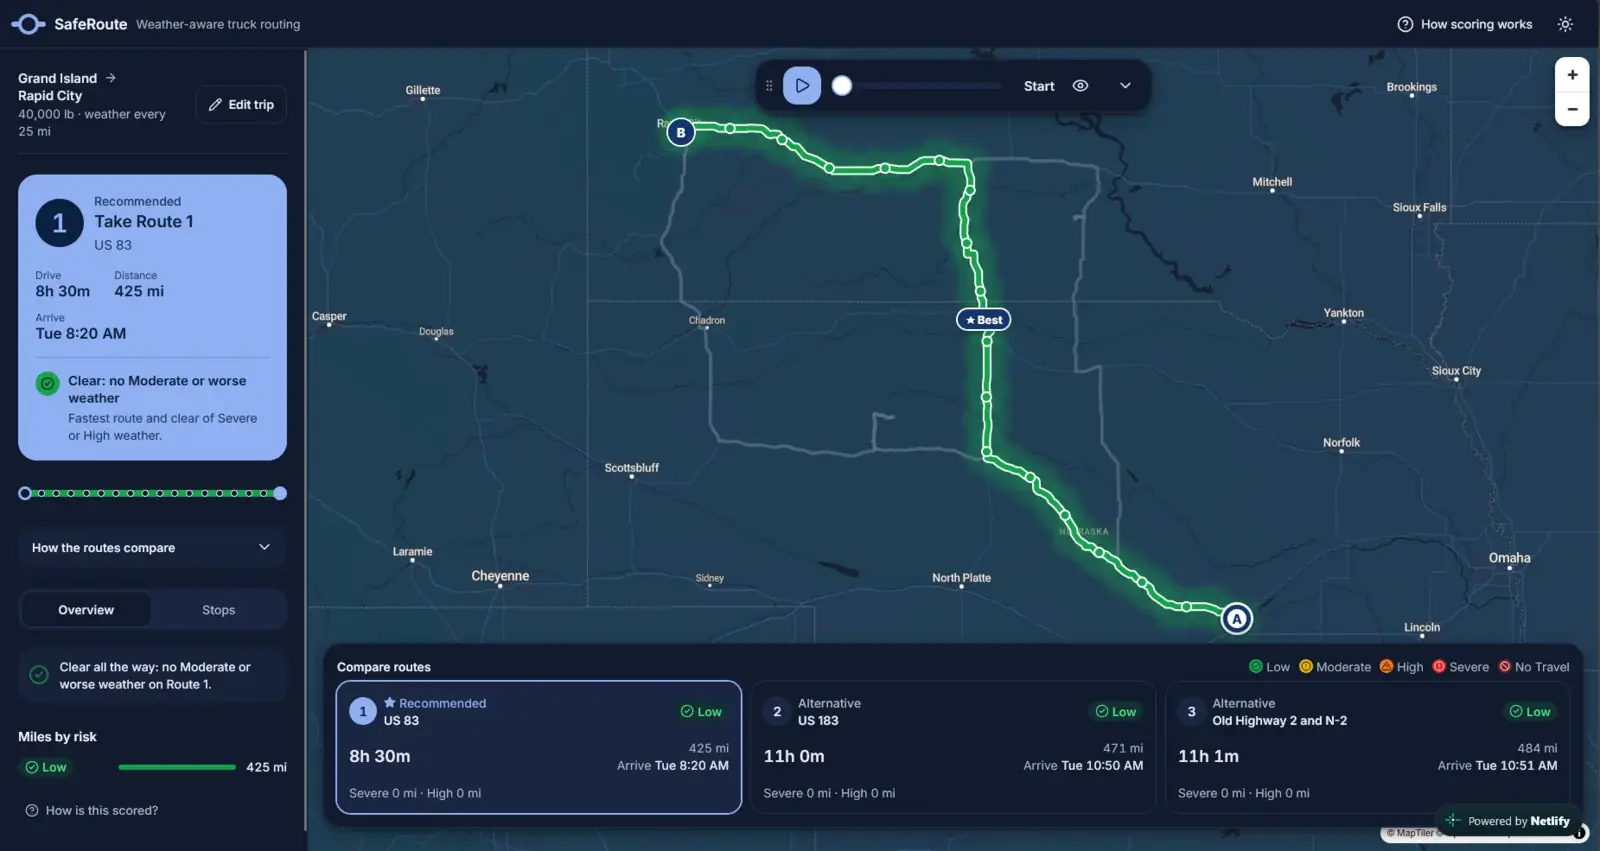 SafeRoute Weather-aware truck routing
How scoring works
Grand Island →
Rapid City
40,000 lb · weather every
25 mi
Edit trip
1
Recommended
Take Route 1
US 83
Drive
8h 30m
Distance
425 mi
Arrive
Tue 8:20 AM
Clear: no Moderate or worse
weather
Fastest route and clear of Severe
or High weather.
How the routes compare
Overview
Stops
Clear all the way: no Moderate or
worse weather on Route 1.
Miles by risk
Low
425 mi
How is this scored?
Start
+
−
Gillette
B
Brookings
Mitchell
Sioux Falls
Casper
Douglas
Chadron
★ Best
Yankton
Sioux City
Norfolk
Scottsbluff
Laramie
Cheyenne
Sidney
North Platte
A
Omaha
Lincoln
Compare routes
Low
Moderate
High
Severe
No Travel
1
★ Recommended
US 83
Low
8h 30m
425 mi
Arrive Tue 8:20 AM
Severe 0 mi · High 0 mi
2
Alternative
US 183
Low
11h 0m
471 mi
Arrive Tue 10:50 AM
Severe 0 mi · High 0 mi
3
Alternative
Old Highway 2 and N-2
Low
11h 1m
484 mi
Arrive Tue 10:51 AM
Severe 0 mi · High 0 mi
Powered by Netlify
© MapTiler